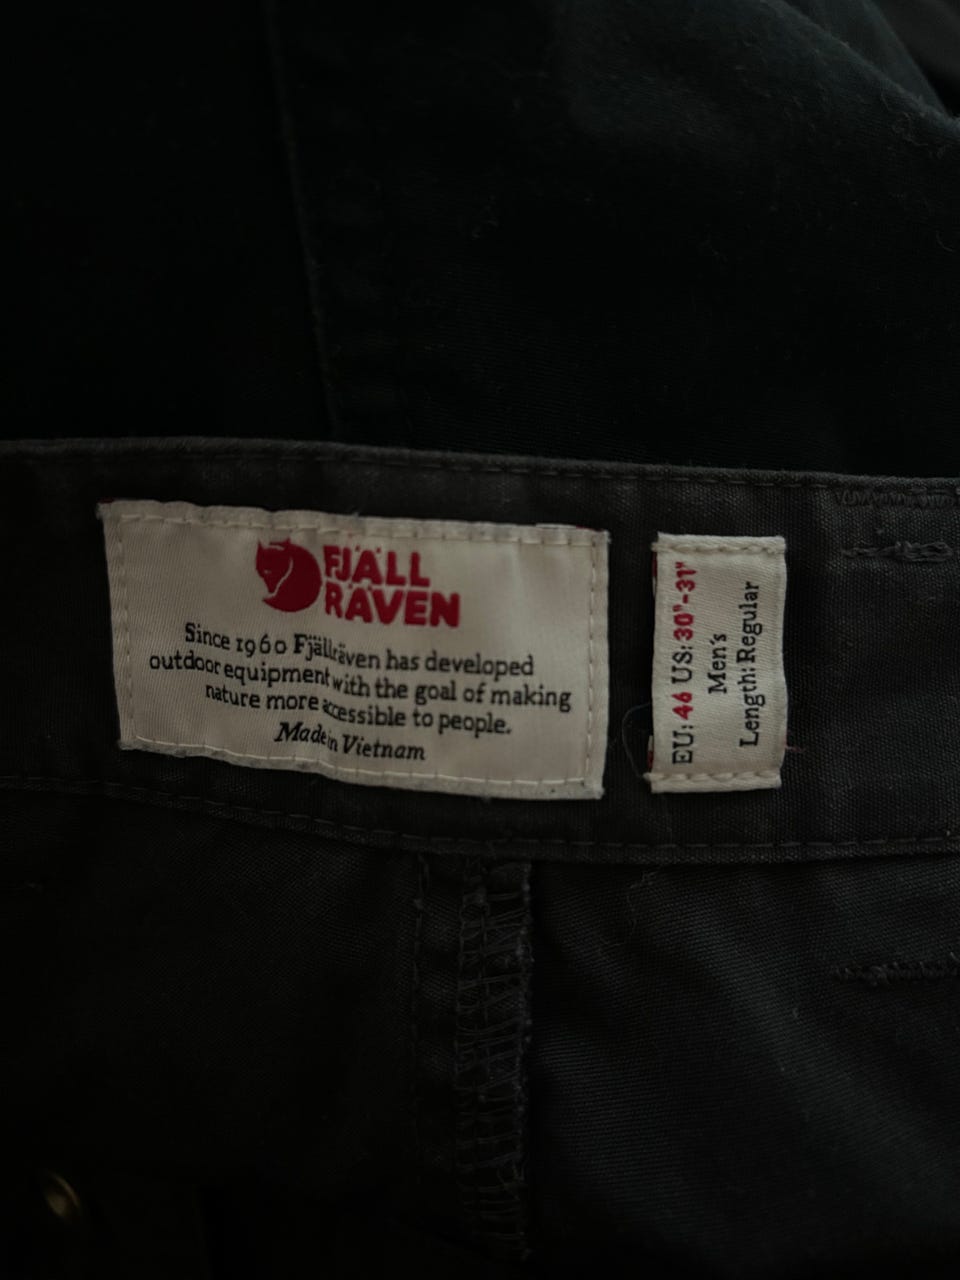 FJÄLL
RÄVEN
Since 1960 Fjällräven has developed
outdoor equipment with the goal of making
nature more accessible to people.
Made in Vietnam
EU: 46 US: 30"-31"
Men's
Length: Regular